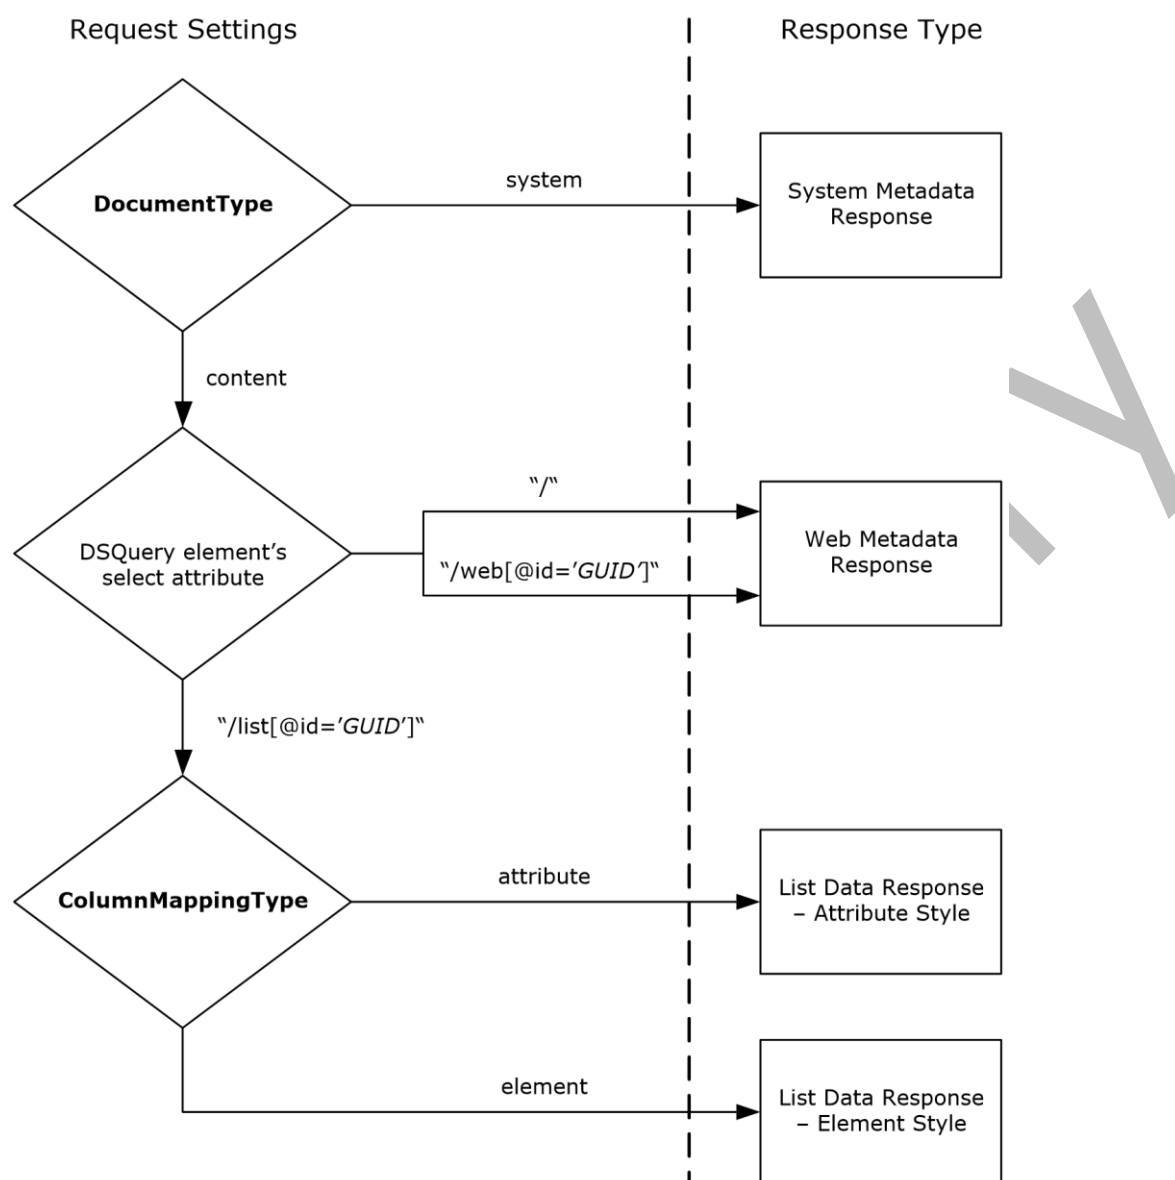 Request Settings
Response Type
DocumentType
system
System Metadata
Response
content
DSQuery element’s
select attribute
“/“
“/web[@id=’GUID’]“
Web Metadata
Response
“/list[@id=’GUID’]“
ColumnMappingType
attribute
List Data Response
– Attribute Style
element
List Data Response
– Element Style